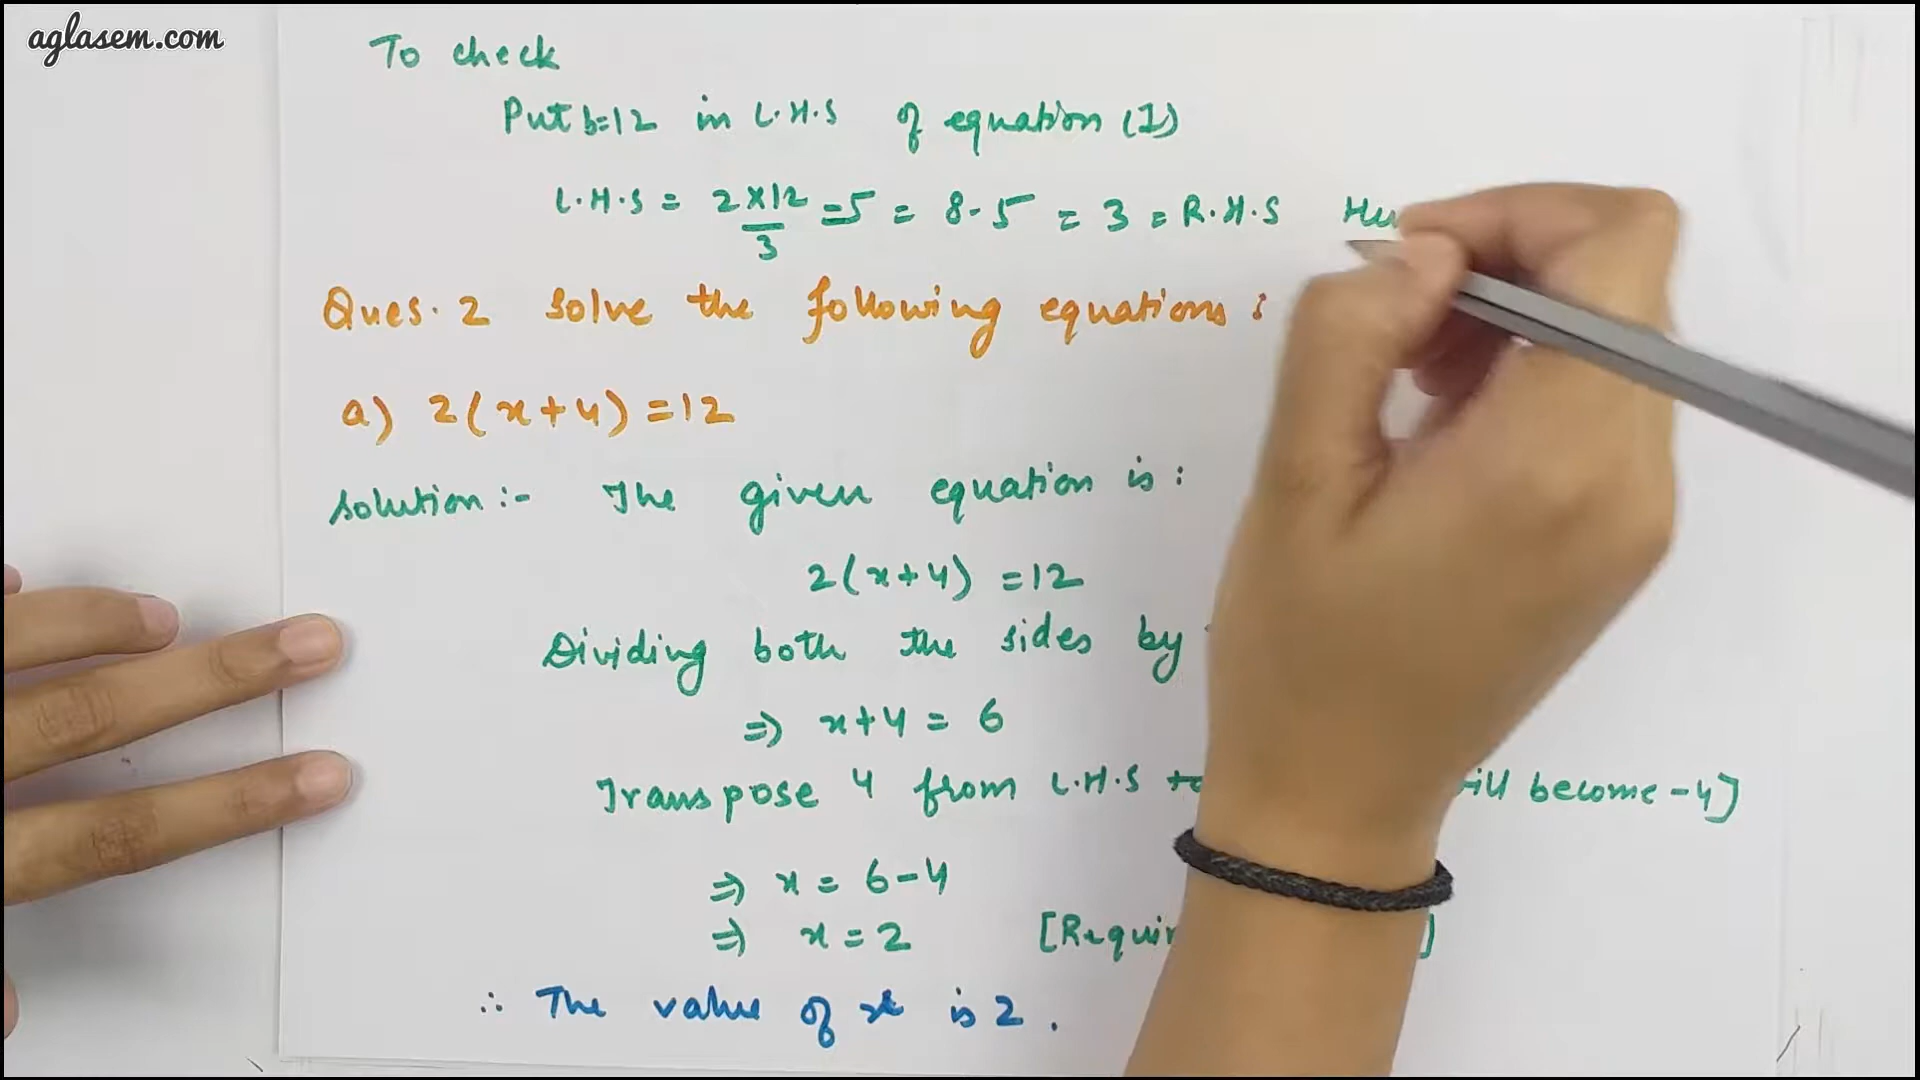 aglasem.com
To check
Put b=12 in L.H.S of equation (I)
L.H.S = 2×12/3 -5 = 8-5 = 3 = R.H.S
Ques. 2 Solve the following equations :
a) 2(x+4)=12
Solution :- The given equation is :
2(x+4) =12
Dividing both the sides by
⇒ x+4 = 6
Transpose 4 from L.H.S become -4]
⇒ x = 6-4
⇒ x = 2 [
∴ The value of x is 2.